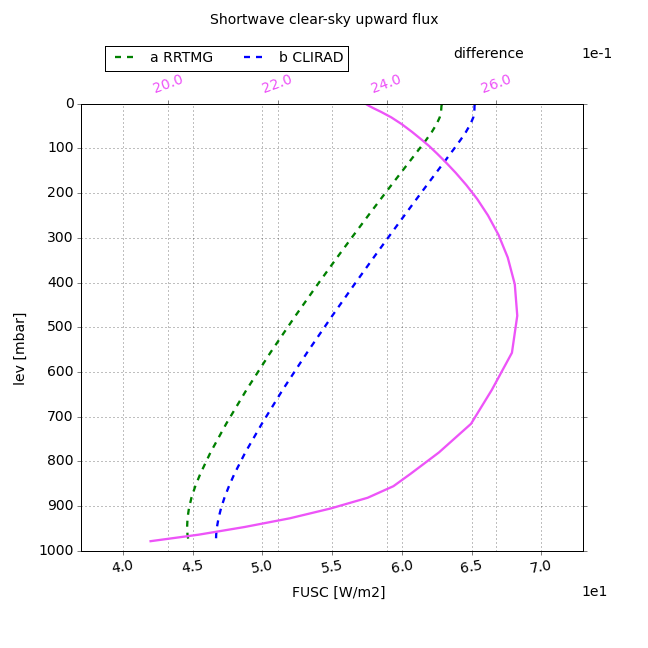 Shortwave clear-sky upward flux
a RRTMG b CLIRAD difference 1e-1
20.0 22.0 24.0 26.0
0
100
200
300
400
500
600
700
800
900
1000
lev [mbar]
4.0 4.5 5.0 5.5 6.0 6.5 7.0
FUSC [W/m2] 1e1